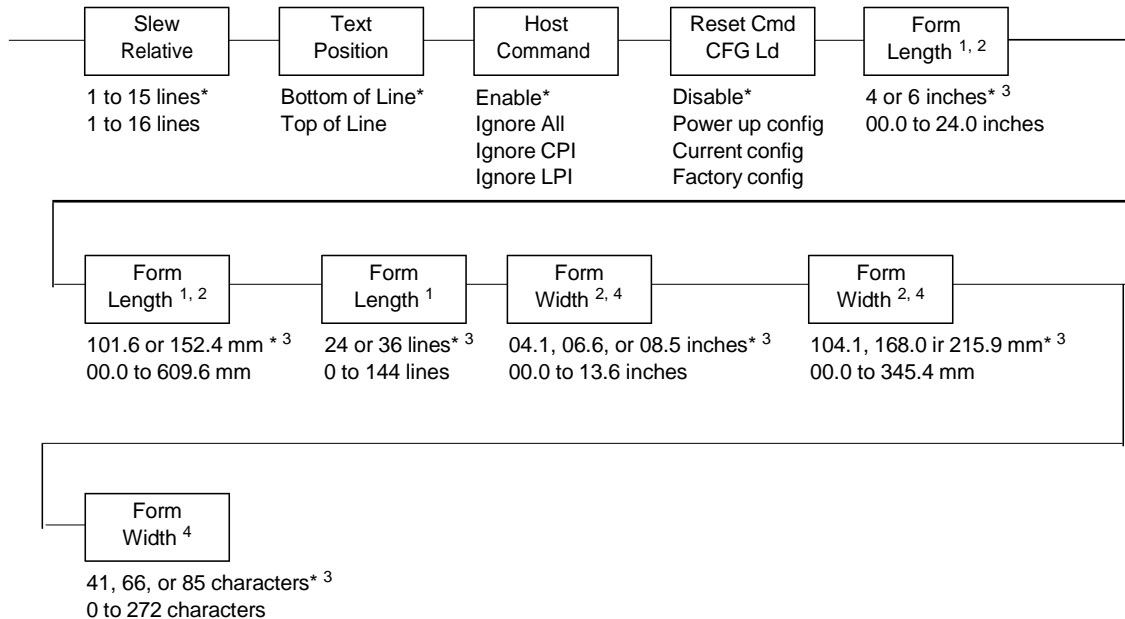 Slew
Relative
1 to 15 lines*
1 to 16 lines
Text
Position
Bottom of Line*
Top of Line
Host
Command
Enable*
Ignore All
Ignore CPI
Ignore LPI
Reset Cmd
CFG Ld
Disable*
Power up config
Current config
Factory config
Form
Length 1, 2
4 or 6 inches* 3
00.0 to 24.0 inches
Form
Length 1, 2
101.6 or 152.4 mm * 3
00.0 to 609.6 mm
Form
Length 1
24 or 36 lines* 3
0 to 144 lines
Form
Width 2, 4
04.1, 06.6, or 08.5 inches* 3
00.0 to 13.6 inches
Form
Width 2, 4
104.1, 168.0 ir 215.9 mm* 3
00.0 to 345.4 mm
Form
Width 4
41, 66, or 85 characters* 3
0 to 272 characters